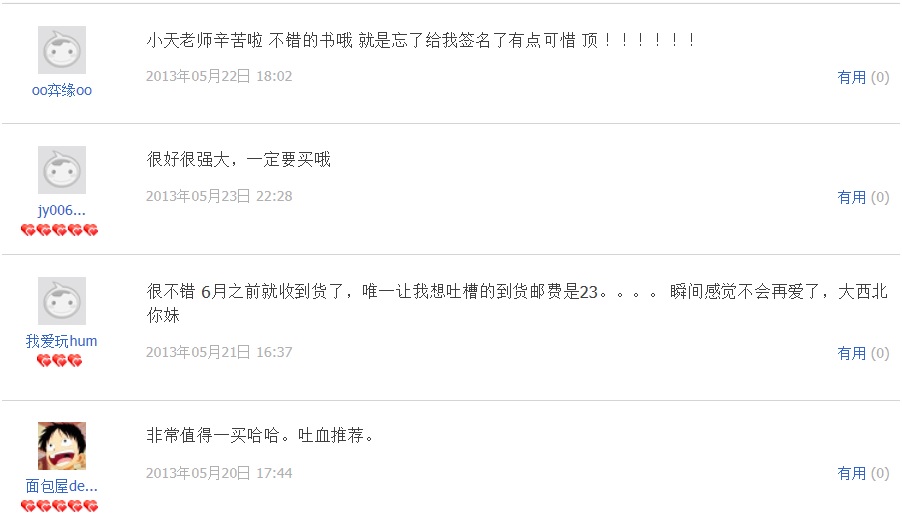 小天老师辛苦啦 不错的书哦 就是忘了给我签名了有点可惜 顶！！！！！！
2013年05月22日 18:02
有用 (0)
oo弈缘oo
很好很强大，一定要买哦
2013年05月23日 22:28
有用 (0)
jy006...
很不错 6月之前就收到货了，唯一让我想吐槽的到货邮费是23。。。。 瞬间感觉不会再爱了，大西北
你妹
我爱玩hum
2013年05月21日 16:37
有用 (0)
非常值得一买哈哈。吐血推荐。
2013年05月20日 17:44
有用 (0)
面包屋de...